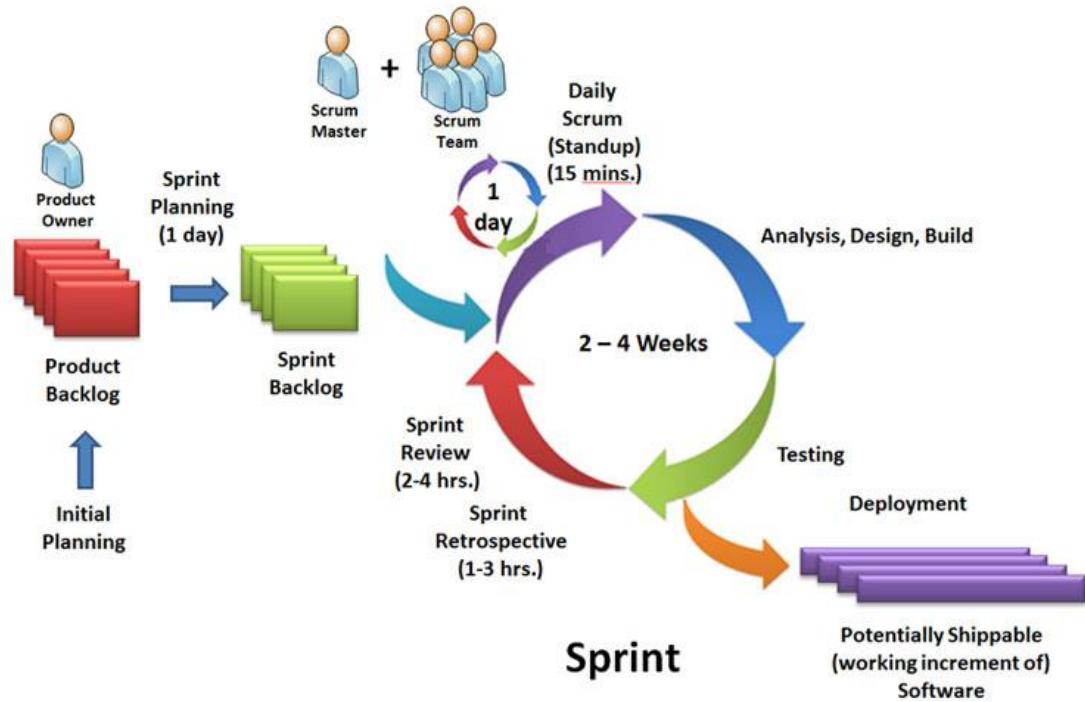 Scrum
Master
+
Scrum
Team
Product
Owner
Sprint
Planning
(1 day)
Product
Backlog
Initial
Planning
Sprint
Backlog
1
day
Daily
Scrum
(Standup)
(15 mins.)
Analysis, Design, Build
2 – 4 Weeks
Testing
Sprint
Review
(2-4 hrs.)
Sprint
Retrospective
(1-3 hrs.)
Deployment
Potentially Shippable
(working increment of)
Software
Sprint